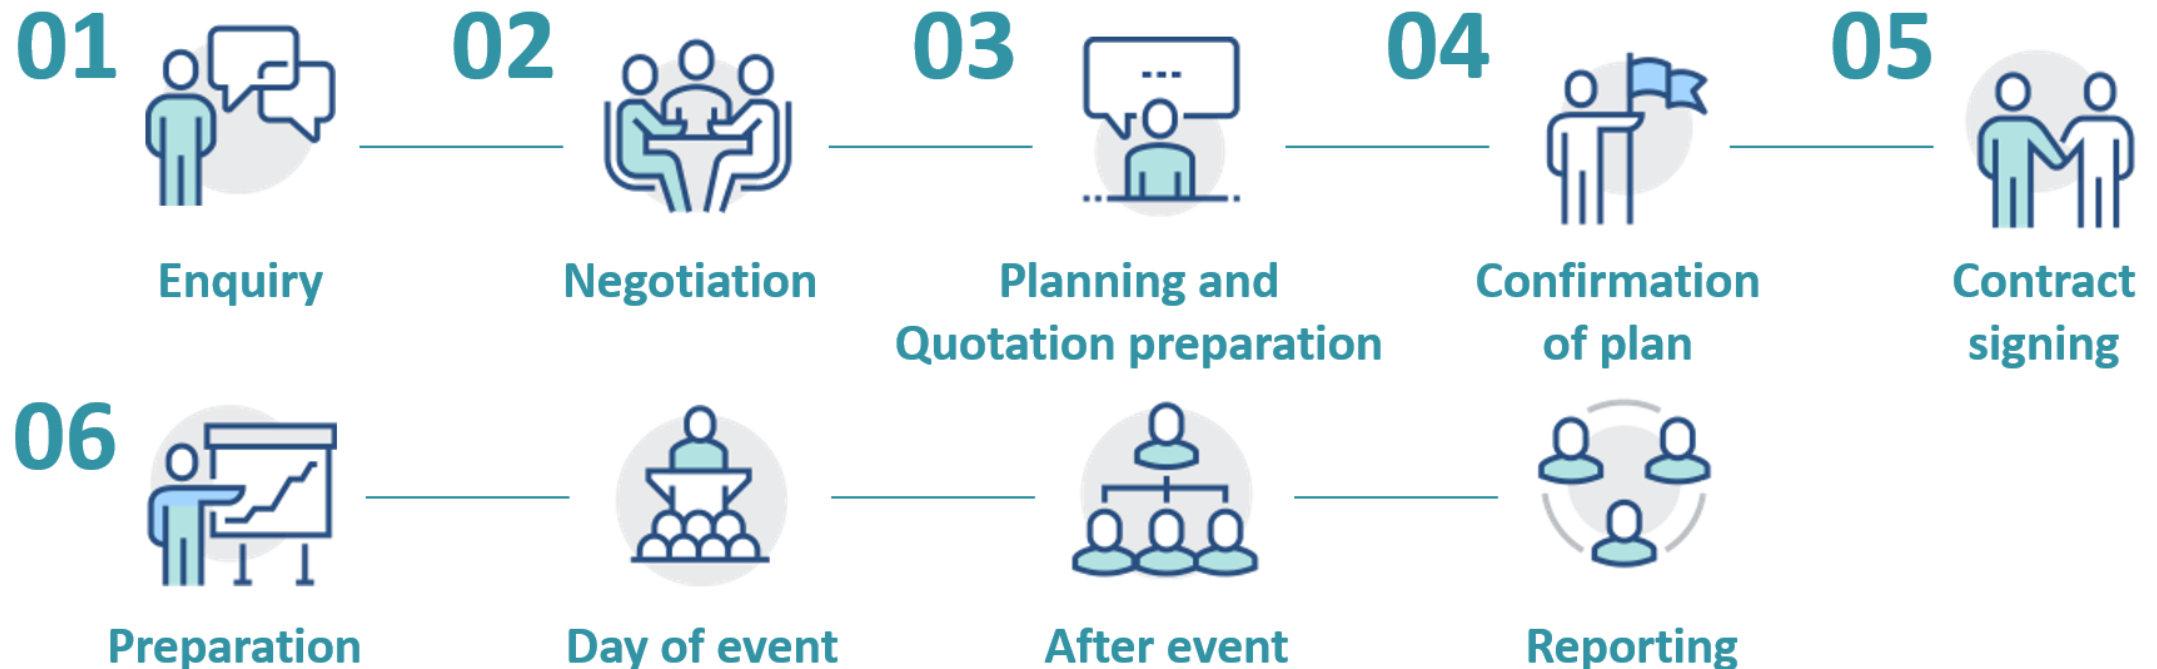 01
02
03
04
05
Enquiry
Negotiation
Planning and
Quotation preparation
Confirmation
of plan
Contract
signing
06
Preparation
Day of event
After event
Reporting